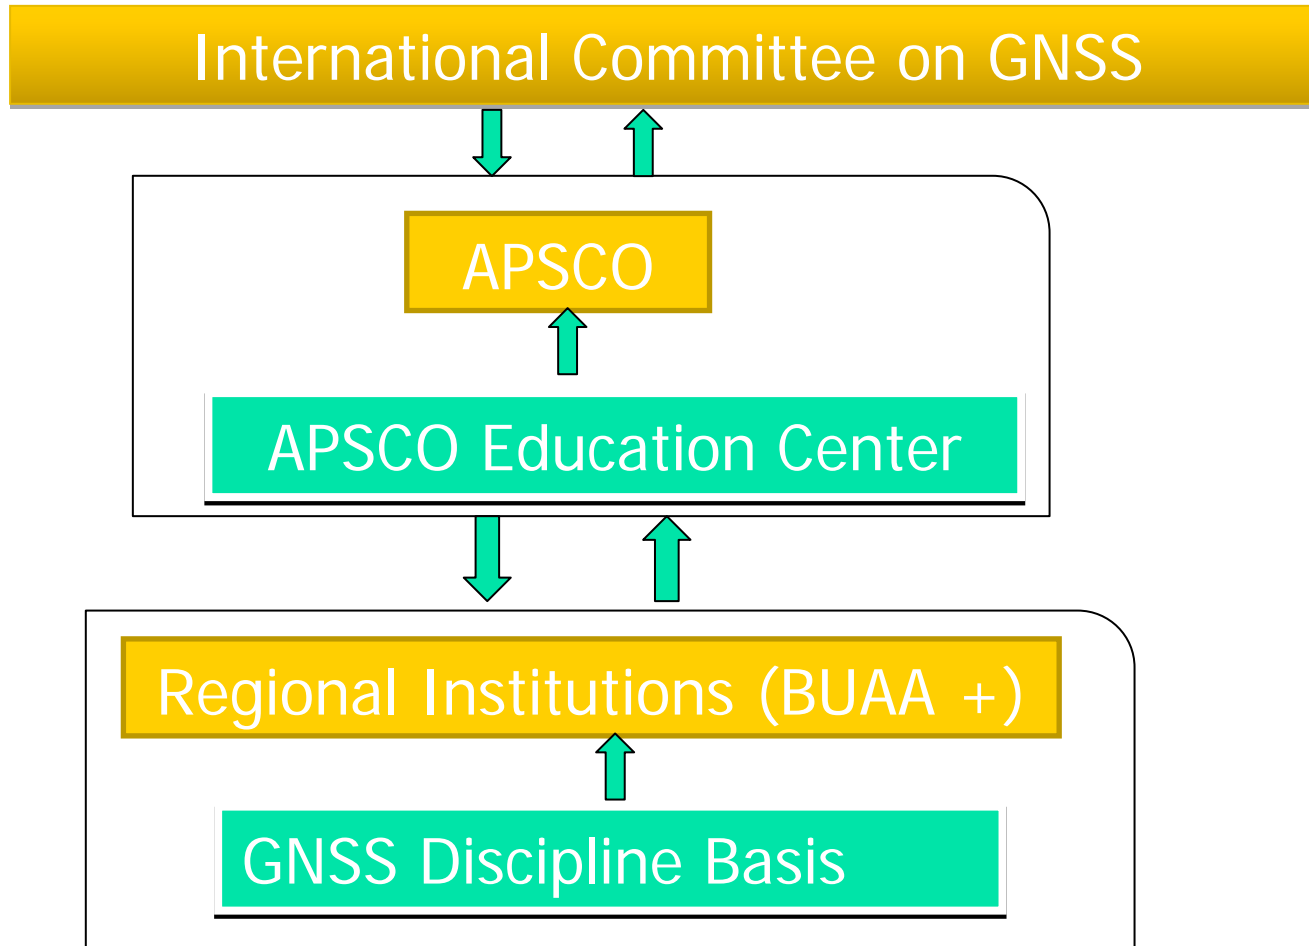 International Committee on GNSS
APSCO
APSCO Education Center
Regional Institutions (BUAA +)
GNSS Discipline Basis